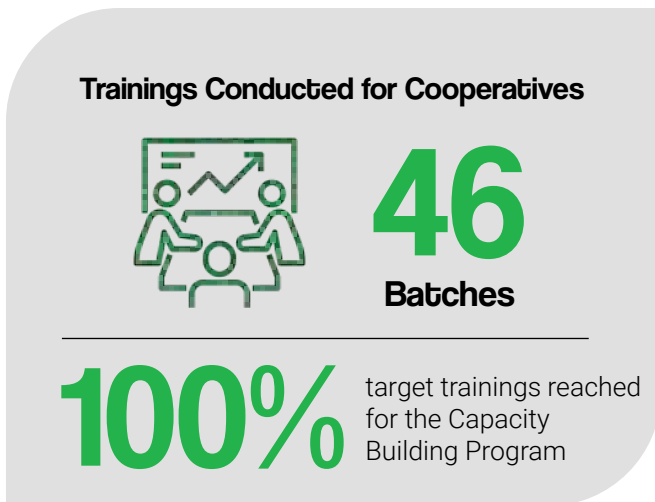 Trainings Conducted for Cooperatives
46
Batches
100%
target trainings reached
for the Capacity
Building Program